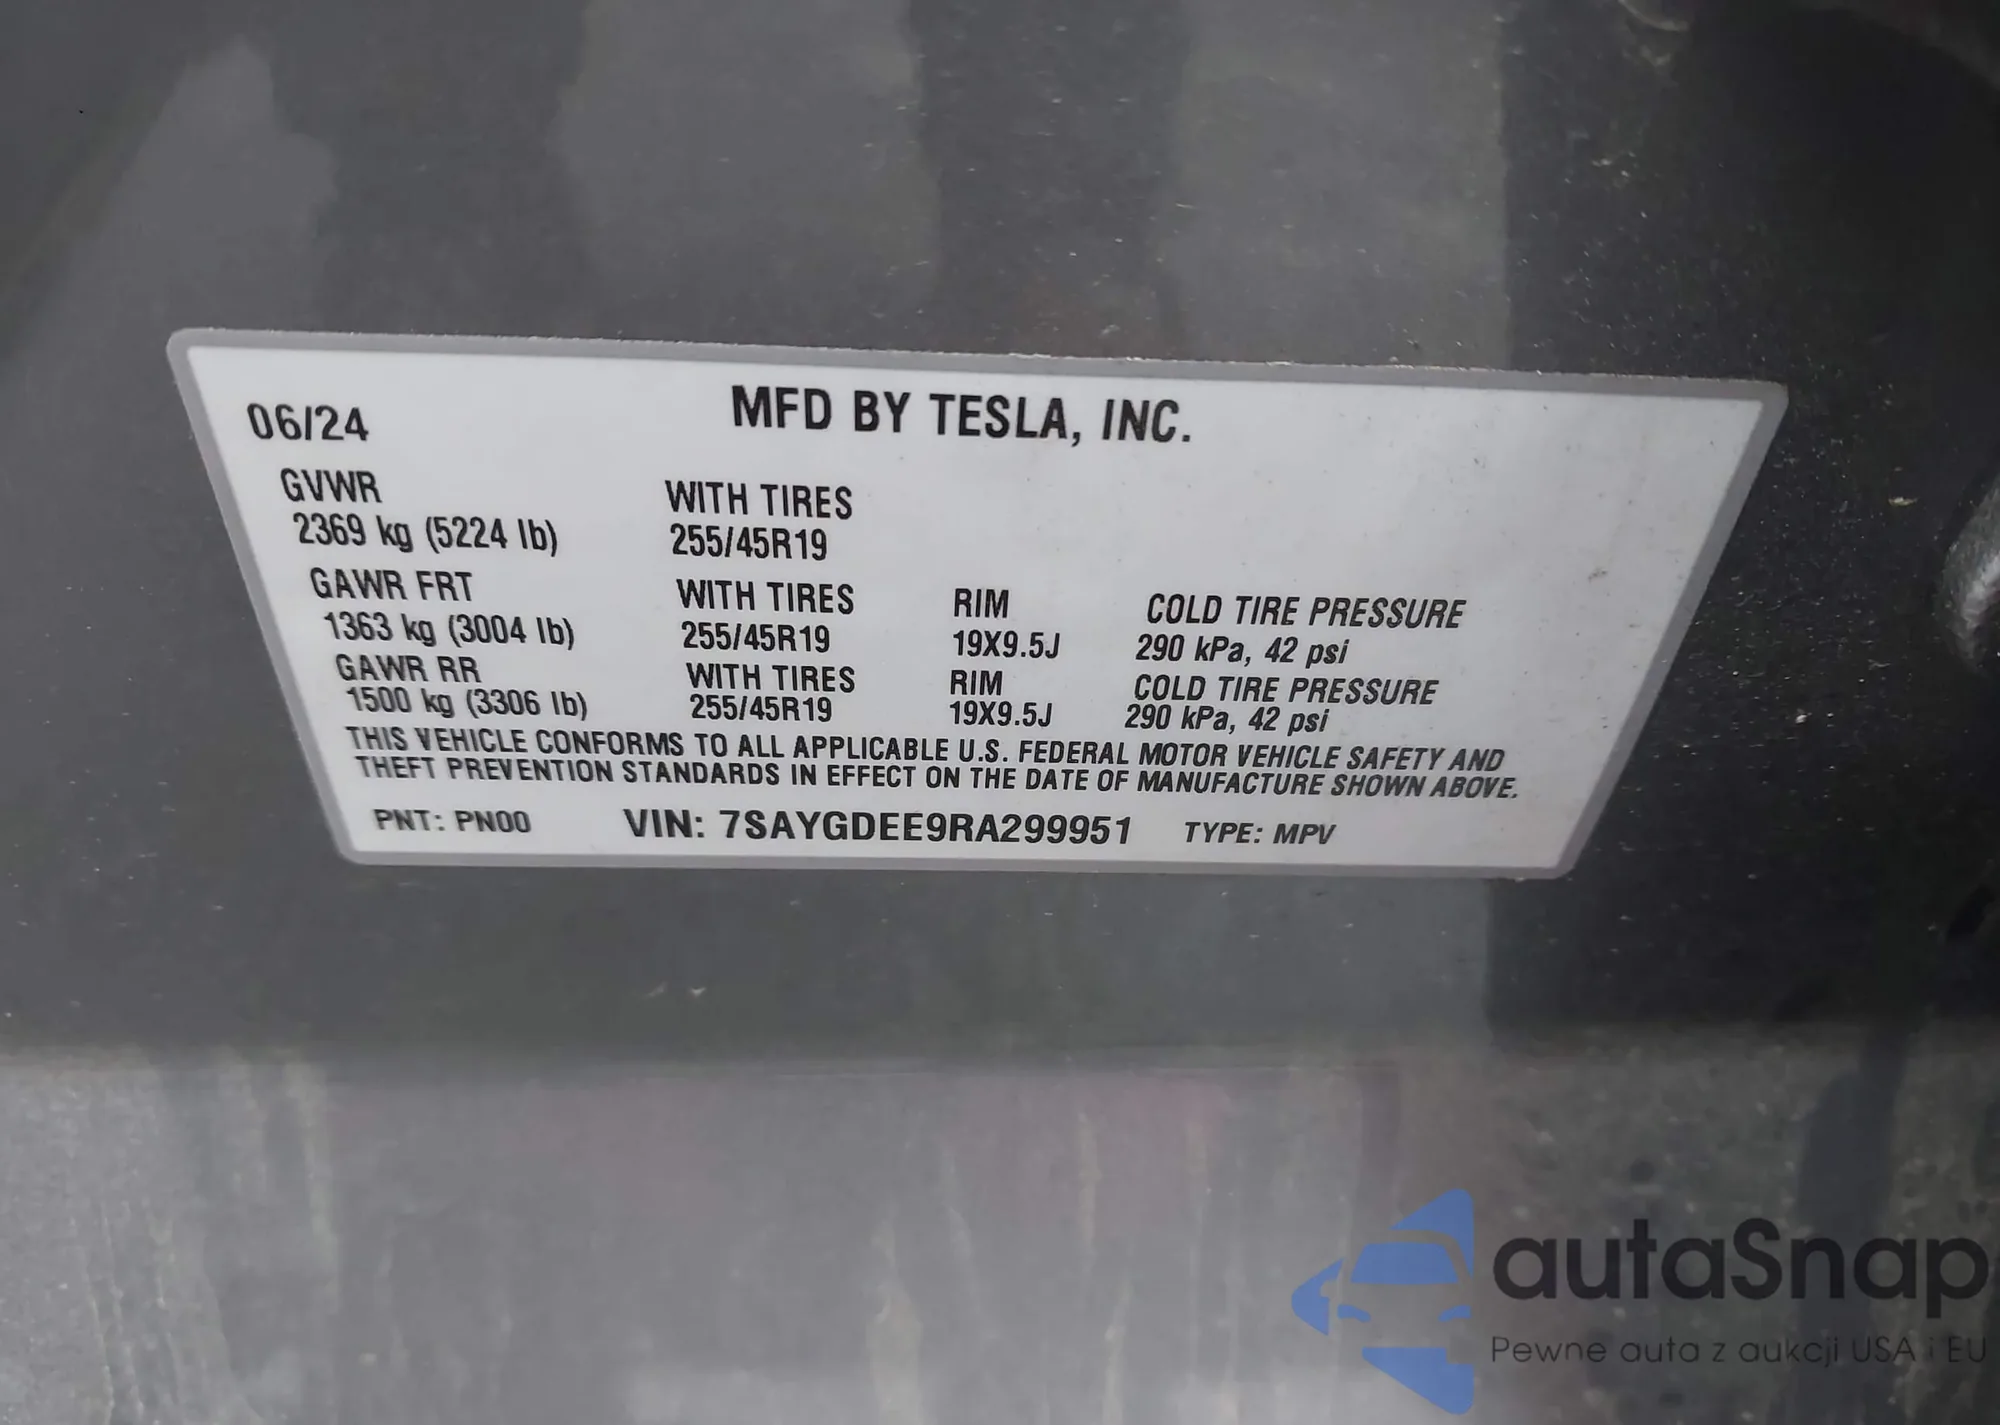 06/24 MFD BY TESLA, INC.
GVWR WITH TIRES
2369 kg (5224 lb) 255/45R19
GAWR FRT WITH TIRES RIM COLD TIRE PRESSURE
1363 kg (3004 lb) 255/45R19 19X9.5J 290 kPa, 42 psi
GAWR RR WITH TIRES RIM COLD TIRE PRESSURE
1500 kg (3306 lb) 255/45R19 19X9.5J 290 kPa, 42 psi
THIS VEHICLE CONFORMS TO ALL APPLICABLE U.S. FEDERAL MOTOR VEHICLE SAFETY AND
THEFT PREVENTION STANDARDS IN EFFECT ON THE DATE OF MANUFACTURE SHOWN ABOVE.
PNT: PN00 VIN: 7SAYGDEE9RA299951 TYPE: MPV
autaSnap
Pewne auta z aukcji USA i EU